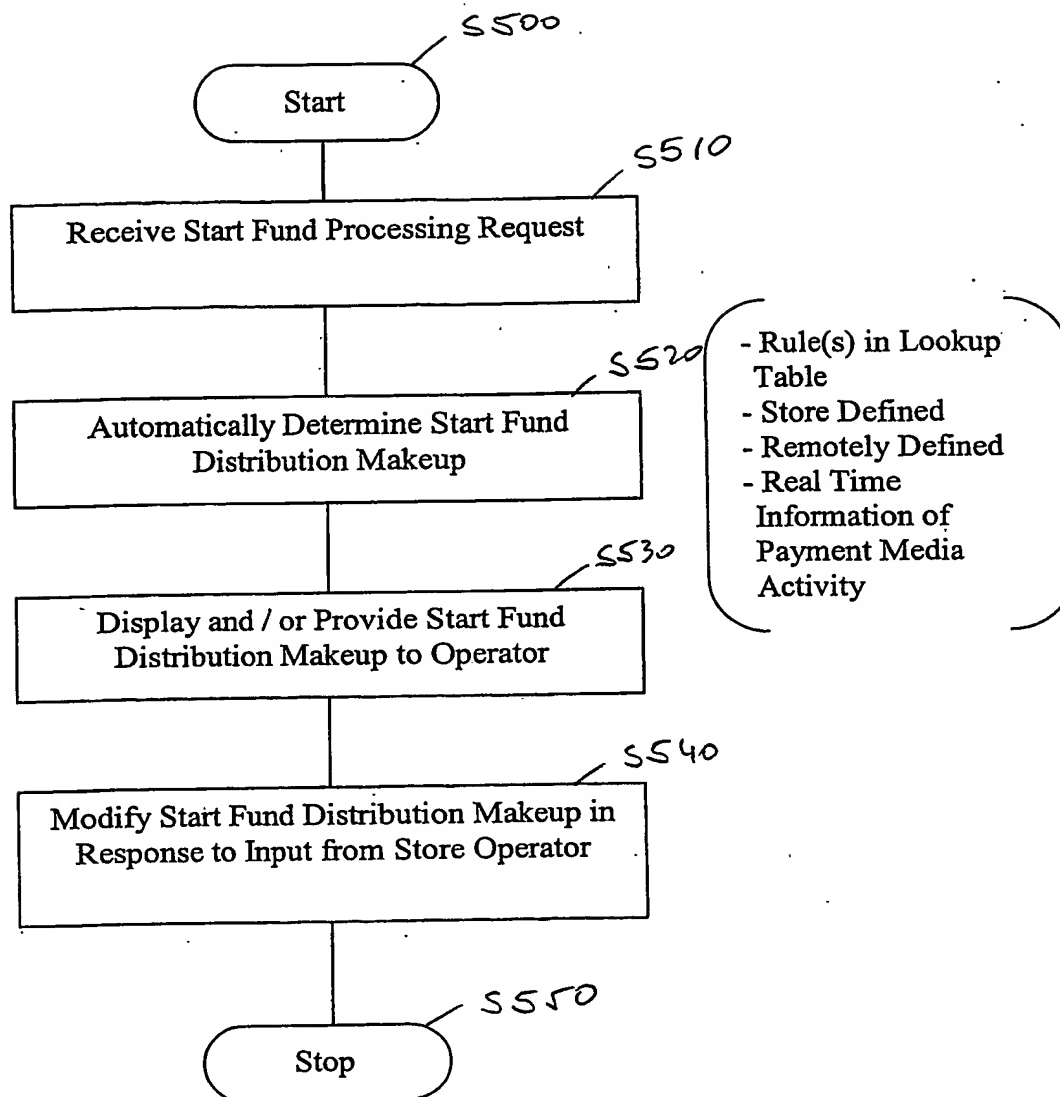 S500
Start
S510
Receive Start Fund Processing Request
S520
Automatically Determine Start Fund
Distribution Makeup
- Rule(s) in Lookup
Table
- Store Defined
- Remotely Defined
- Real Time
Information of
Payment Media
Activity
S530
Display and / or Provide Start Fund
Distribution Makeup to Operator
S540
Modify Start Fund Distribution Makeup in
Response to Input from Store Operator
S550
Stop